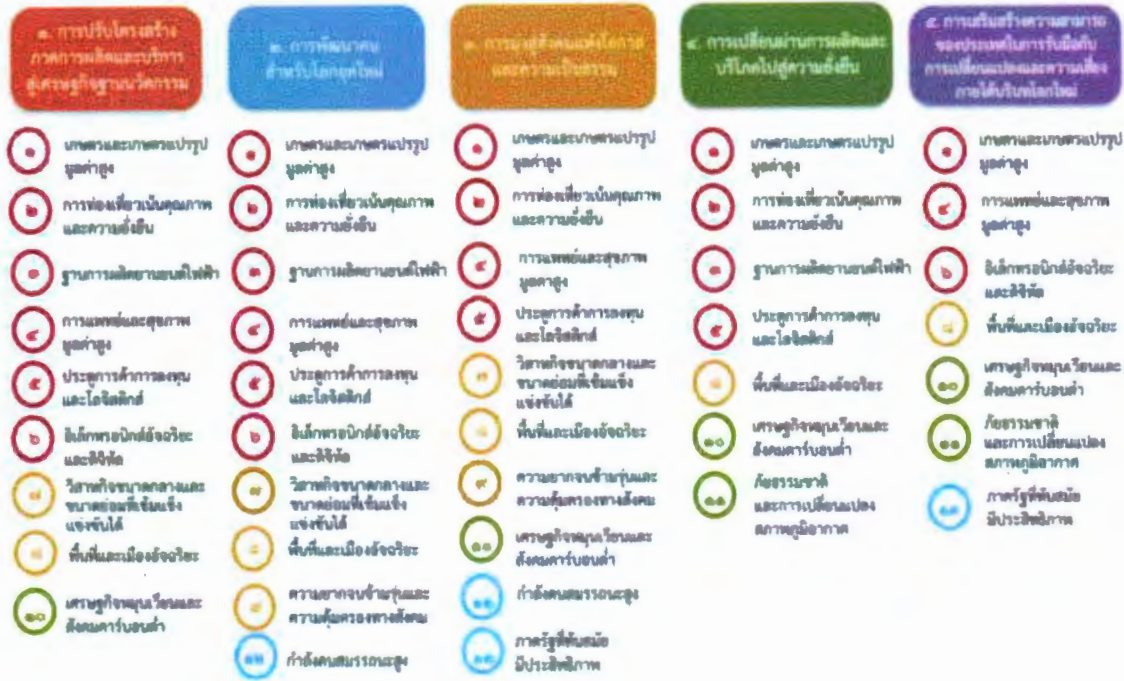 ๑. การปรับโครงสร้าง
ภาคการผลิตและบริการ
สู่เศรษฐกิจฐานนวัตกรรม
๑
เกษตรและเกษตรแปรรูป
มูลค่าสูง
๒
การท่องเที่ยวเน้นคุณภาพ
และความยั่งยืน
๓
ฐานการผลิตยานยนต์ไฟฟ้า
๔
การแพทย์และสุขภาพ
มูลค่าสูง
๕
ประตูการค้าการลงทุน
และโลจิสติกส์
๖
อิเล็กทรอนิกส์อัจฉริยะ
และดิจิทัล
๗
วิสาหกิจขนาดกลางและ
ขนาดย่อมที่เข้มแข็ง
แข่งขันได้
๘
พื้นที่และเมืองอัจฉริยะ
๑๐
เศรษฐกิจหมุนเวียนและ
สังคมคาร์บอนต่ำ
๒. การพัฒนาคน
สำหรับโลกยุคใหม่
๑
เกษตรและเกษตรแปรรูป
มูลค่าสูง
๒
การท่องเที่ยวเน้นคุณภาพ
และความยั่งยืน
๓
ฐานการผลิตยานยนต์ไฟฟ้า
๔
การแพทย์และสุขภาพ
มูลค่าสูง
๕
ประตูการค้าการลงทุน
และโลจิสติกส์
๖
อิเล็กทรอนิกส์อัจฉริยะ
และดิจิทัล
๗
วิสาหกิจขนาดกลางและ
ขนาดย่อมที่เข้มแข็ง
แข่งขันได้
๘
พื้นที่และเมืองอัจฉริยะ
๙
ความยากจนข้ามรุ่นและ
ความคุ้มครองทางสังคม
๑๒
กำลังคนสมรรถนะสูง
๓. การมุ่งสู่สังคมแห่งโอกาส
และความเป็นธรรม
๑
เกษตรและเกษตรแปรรูป
มูลค่าสูง
๒
การท่องเที่ยวเน้นคุณภาพ
และความยั่งยืน
๔
การแพทย์และสุขภาพ
มูลค่าสูง
๕
ประตูการค้าการลงทุน
และโลจิสติกส์
๗
วิสาหกิจขนาดกลางและ
ขนาดย่อมที่เข้มแข็ง
แข่งขันได้
๘
พื้นที่และเมืองอัจฉริยะ
๙
ความยากจนข้ามรุ่นและ
ความคุ้มครองทางสังคม
๑๐
เศรษฐกิจหมุนเวียนและ
สังคมคาร์บอนต่ำ
๑๒
กำลังคนสมรรถนะสูง
๑๓
ภาครัฐที่ทันสมัย
มีประสิทธิภาพ
๔. การเปลี่ยนผ่านการผลิตและ
บริโภคไปสู่ความยั่งยืน
๑
เกษตรและเกษตรแปรรูป
มูลค่าสูง
๒
การท่องเที่ยวเน้นคุณภาพ
และความยั่งยืน
๓
ฐานการผลิตยานยนต์ไฟฟ้า
๕
ประตูการค้าการลงทุน
และโลจิสติกส์
๘
พื้นที่และเมืองอัจฉริยะ
๑๐
เศรษฐกิจหมุนเวียนและ
สังคมคาร์บอนต่ำ
๑๑
ภัยธรรมชาติ
และการเปลี่ยนแปลง
สภาพภูมิอากาศ
๕. การเสริมสร้างความสามารถ
ของประเทศในการรับมือกับ
การเปลี่ยนแปลงและความเสี่ยง
ภายใต้บริบทโลกใหม่
๑
เกษตรและเกษตรแปรรูป
มูลค่าสูง
๔
การแพทย์และสุขภาพ
มูลค่าสูง
๖
อิเล็กทรอนิกส์อัจฉริยะ
และดิจิทัล
๘
พื้นที่และเมืองอัจฉริยะ
๑๐
เศรษฐกิจหมุนเวียนและ
สังคมคาร์บอนต่ำ
๑๑
ภัยธรรมชาติ
และการเปลี่ยนแปลง
สภาพภูมิอากาศ
๑๓
ภาครัฐที่ทันสมัย
มีประสิทธิภาพ